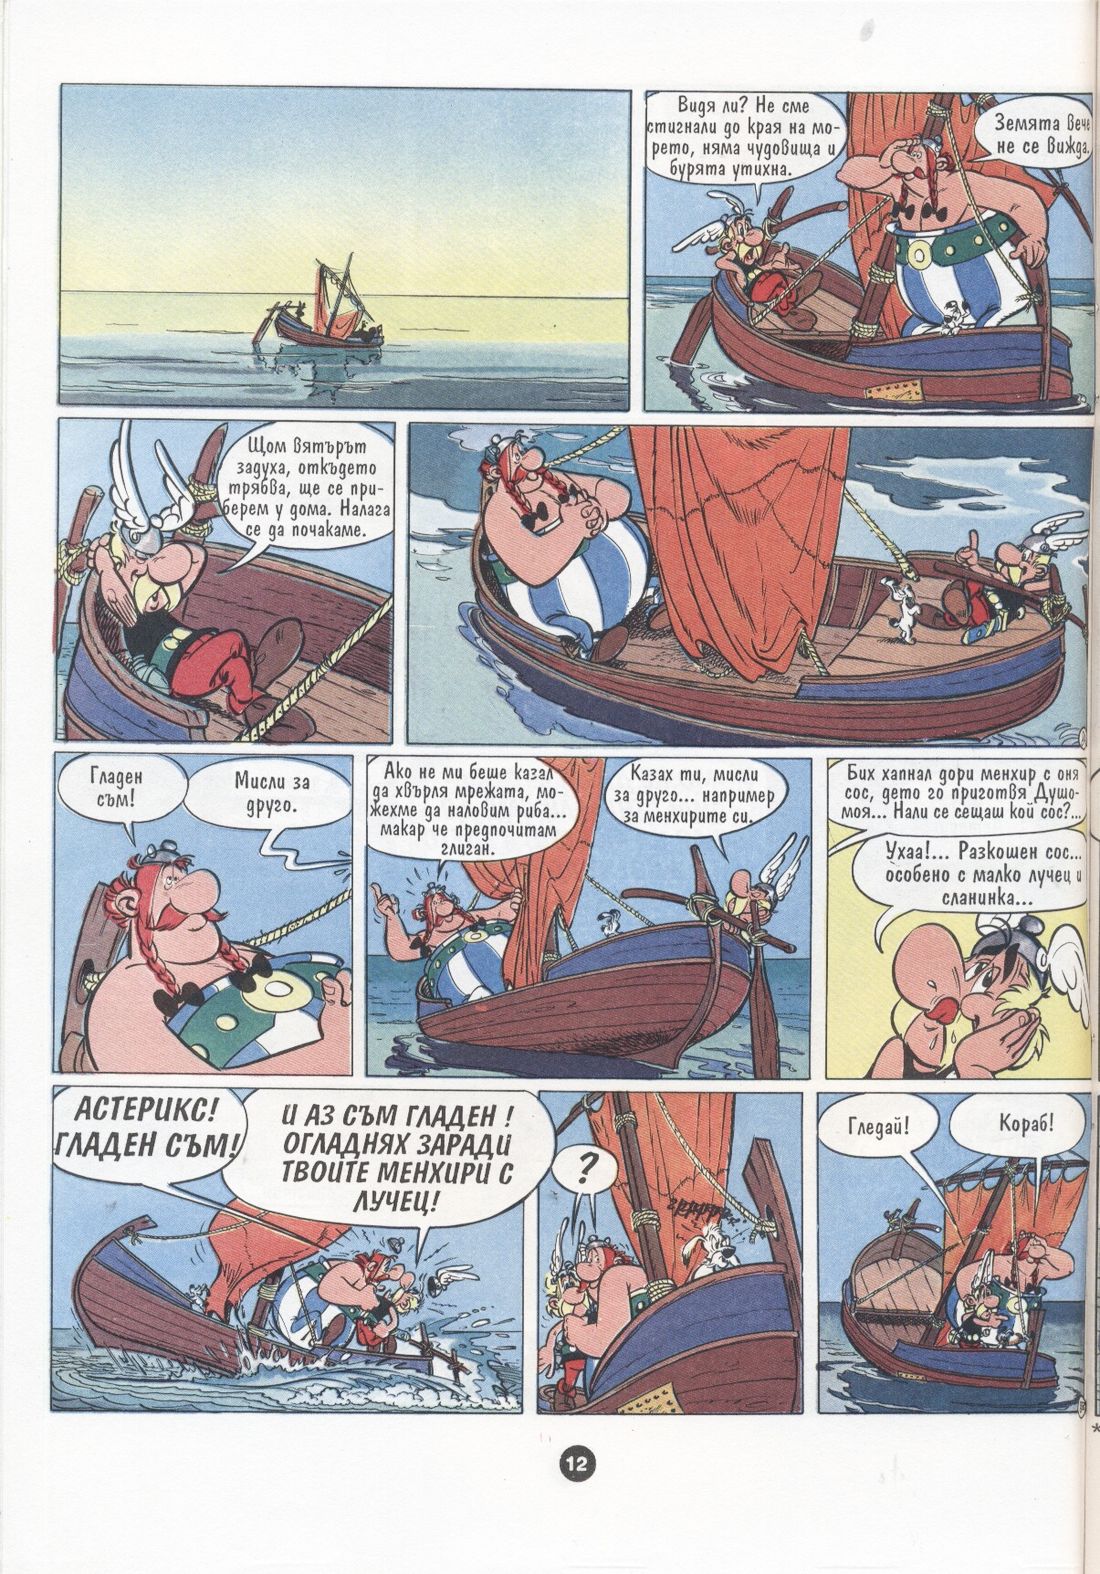 Видя ли? Не сме
стигнали до края на мо-
рето, няма чудовища и
бурята утихна.
Земята вече
не се вижда.
Щом вятърът
задуха, откъдето
трябва, ще се при-
берем у дома. Налага
се да почакаме.
Гладен
съм!
Мисли за
друго.
Ако не ми беше казал
да хвърля мрежата, мо-
жехме да наловим риба...
макар че предпочитам
глиган.
Казах ти, мисли
за друго... например
за менхирите си.
Бих хапнал дори менхир с оня
сос, дето го приготвя Душо-
моя... Нали се сещаш кой сос?...
Ухаа!... Разкошен сос...
особено с малко лучец и
сланинка...
АСТЕРИКС!
ГЛАДЕН СЪМ!
И АЗ СЪМ ГЛАДЕН !
ОГЛАДНЯХ ЗАРАДИ
ТВОИТЕ МЕНХИРИ С
ЛУЧЕЦ!
?
Гледай!
Кораб!
12
*